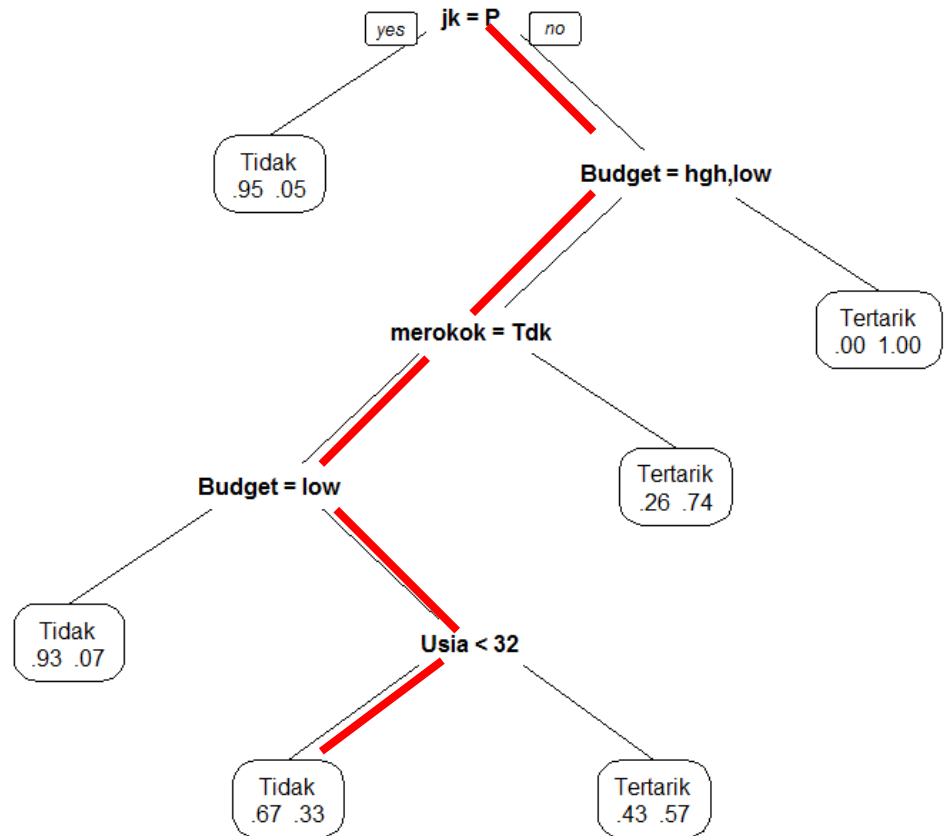 jk = P
yes
no
Tidak
.95 .05
Budget = hgh,low
Tertarik
.00 1.00
merokok = Tdk
Tertarik
.26 .74
Budget = low
Tidak
.93 .07
Usia < 32
Tidak
.67 .33
Tertarik
.43 .57